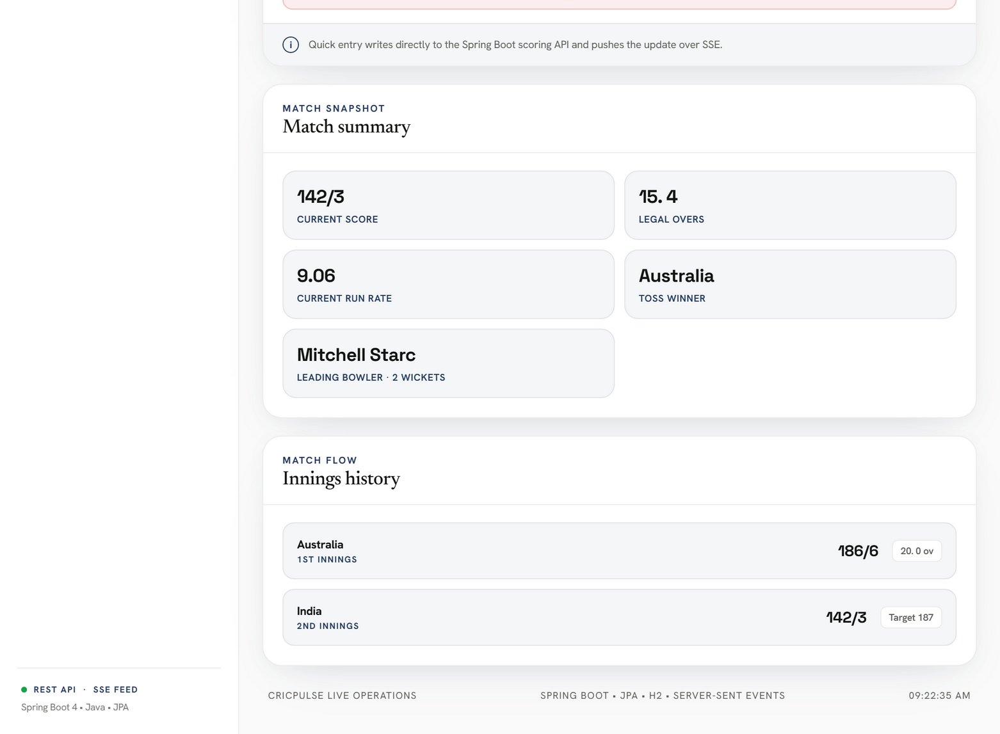 Quick entry writes directly to the Spring Boot scoring API and pushes the update over SSE.
MATCH SNAPSHOT
Match summary
142/3
CURRENT SCORE
15. 4
LEGAL OVERS
9.06
CURRENT RUN RATE
Australia
TOSS WINNER
Mitchell Starc
LEADING BOWLER · 2 WICKETS
MATCH FLOW
Innings history
Australia
1ST INNINGS
186/6
20. 0 ov
India
2ND INNINGS
142/3
Target 187
REST API · SSE FEED
Spring Boot 4 • Java • JPA
CRICPULSE LIVE OPERATIONS
SPRING BOOT • JPA • H2 • SERVER-SENT EVENTS
09:22:35 AM